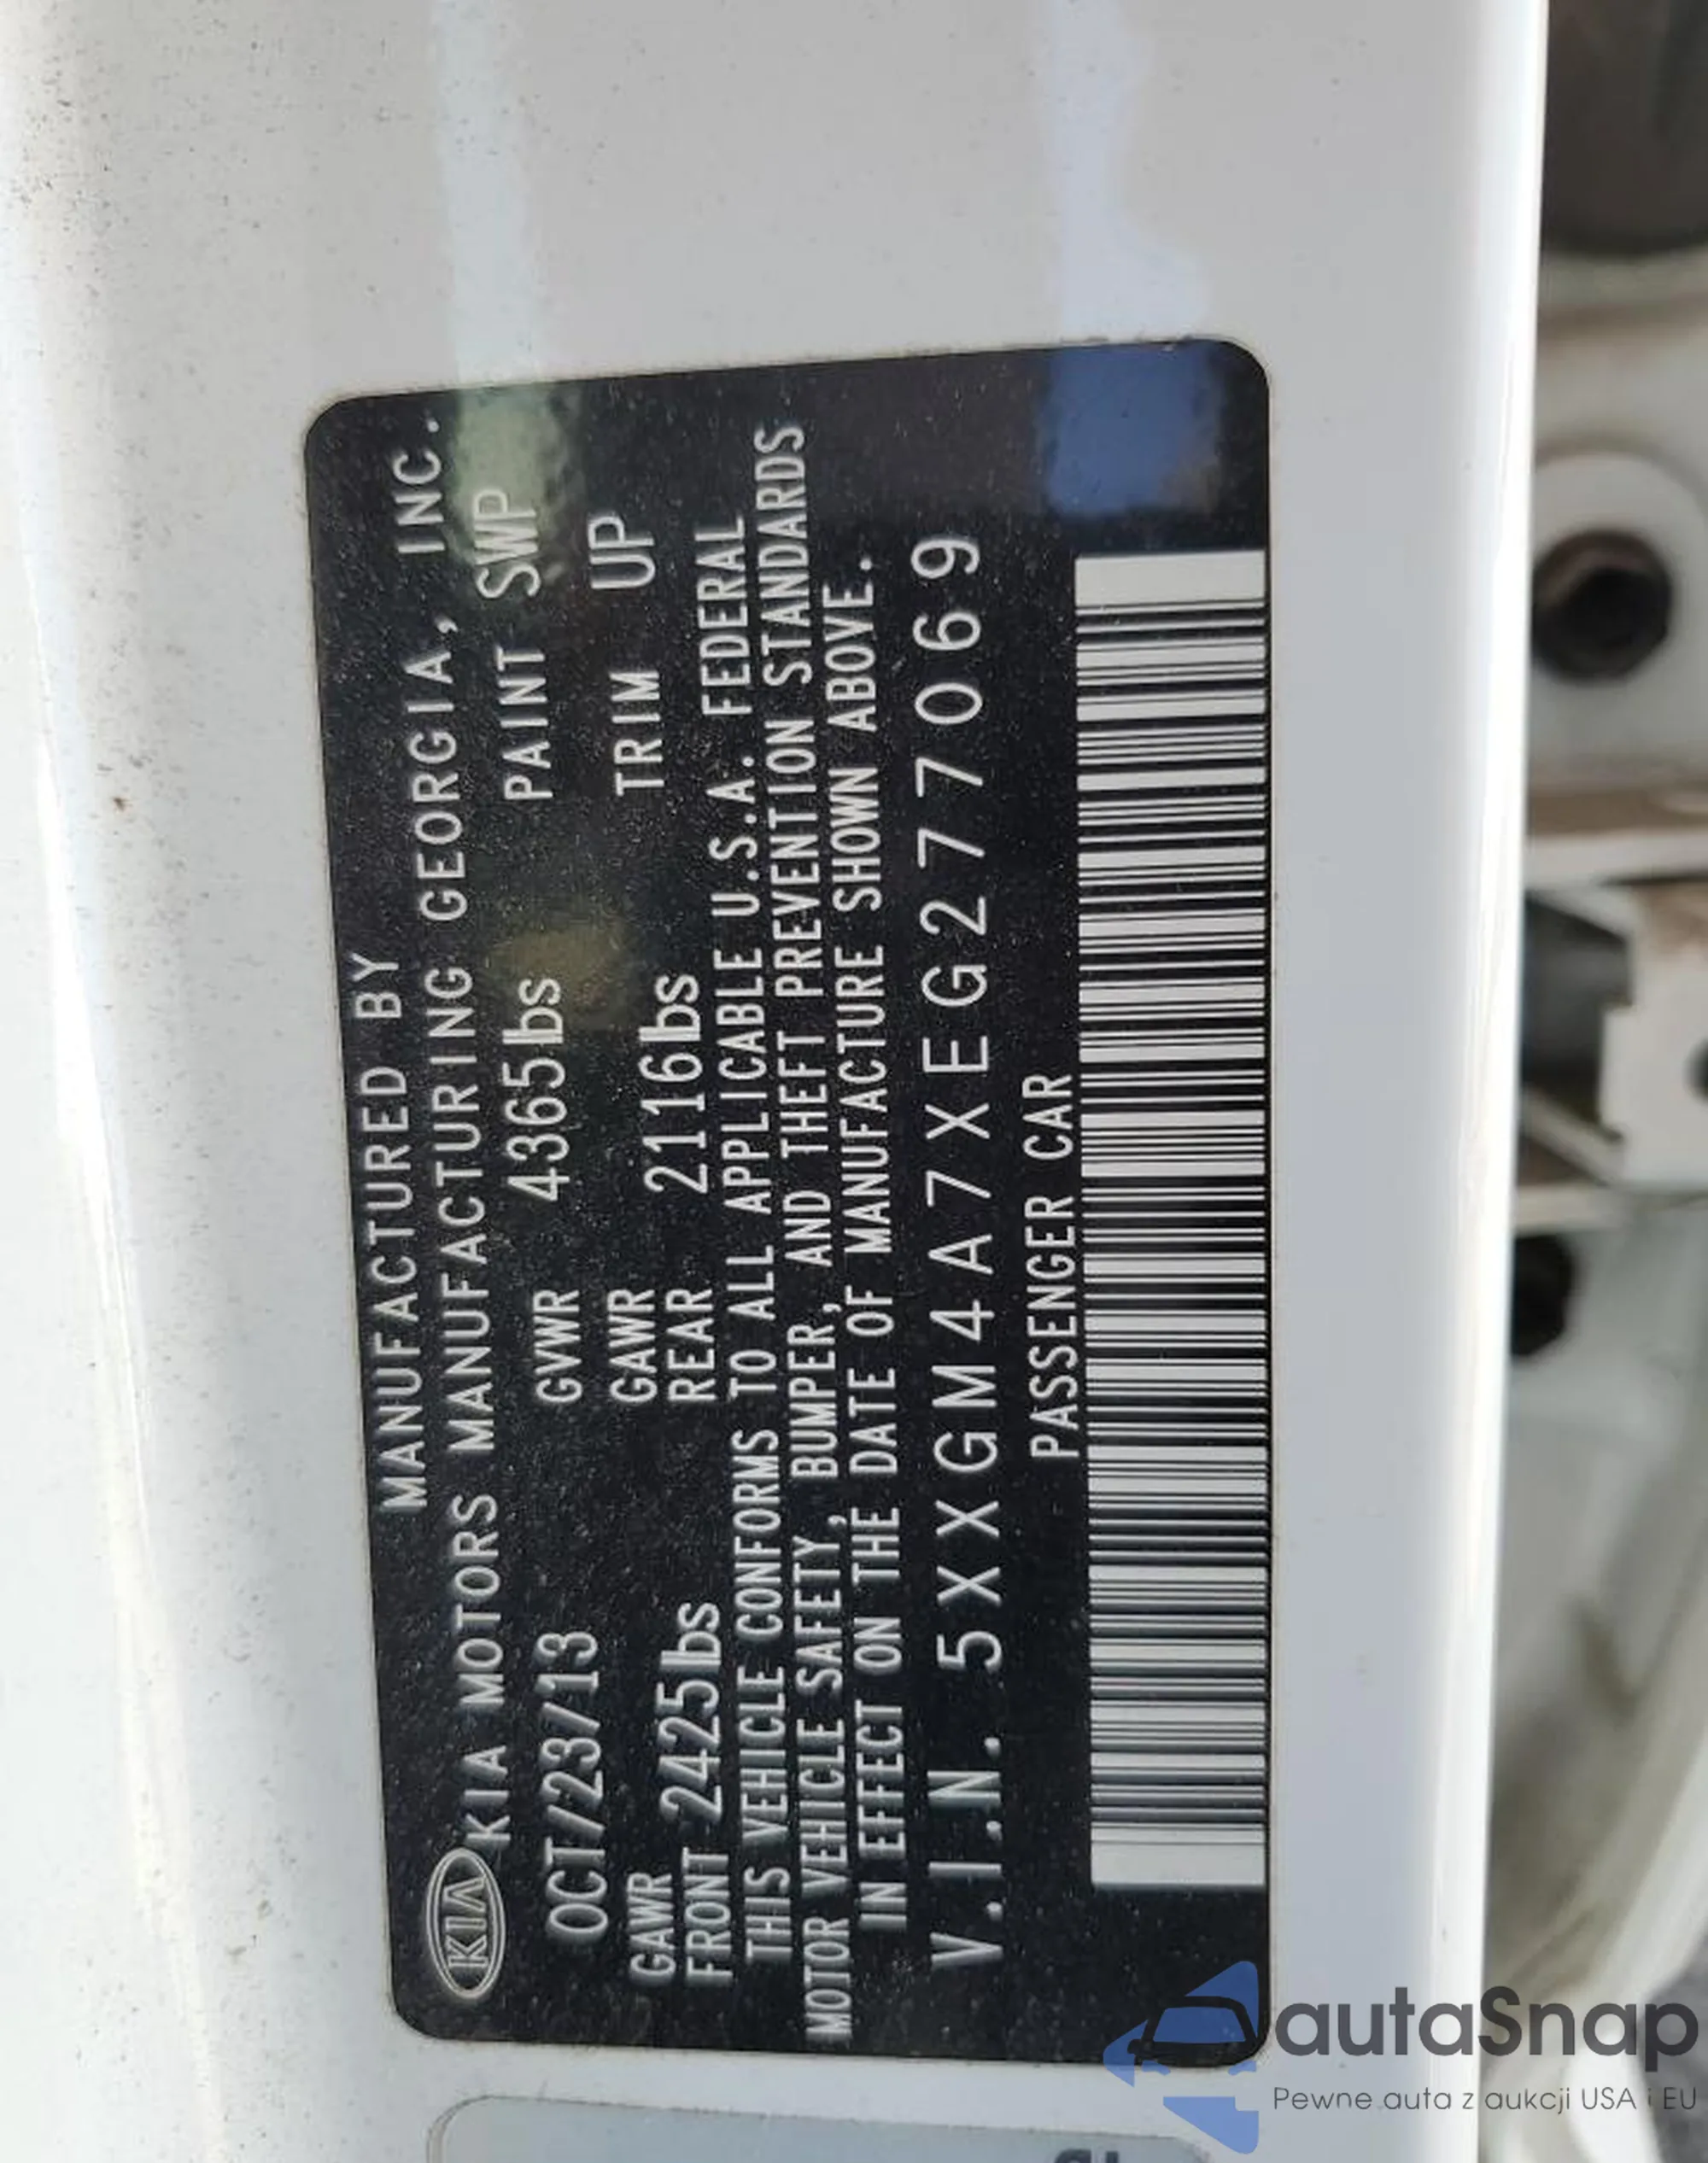 MANUFACTURED BY
KIA KIA MOTORS MANUFACTURING GEORGIA, INC.
OCT/23/13 GVWR 4365lbs PAINT SWP
GAWR FRONT 2425lbs GAWR REAR 2116lbs TRIM UP
THIS VEHICLE CONFORMS TO ALL APPLICABLE U.S.A. FEDERAL
MOTOR VEHICLE SAFETY, BUMPER, AND THEFT PREVENTION STANDARDS
IN EFFECT ON THE DATE OF MANUFACTURE SHOWN ABOVE.
V.I.N. 5XXGM4A7XEG277069
PASSENGER CAR
autaSnap
Pewne auta z aukcji USA i EU